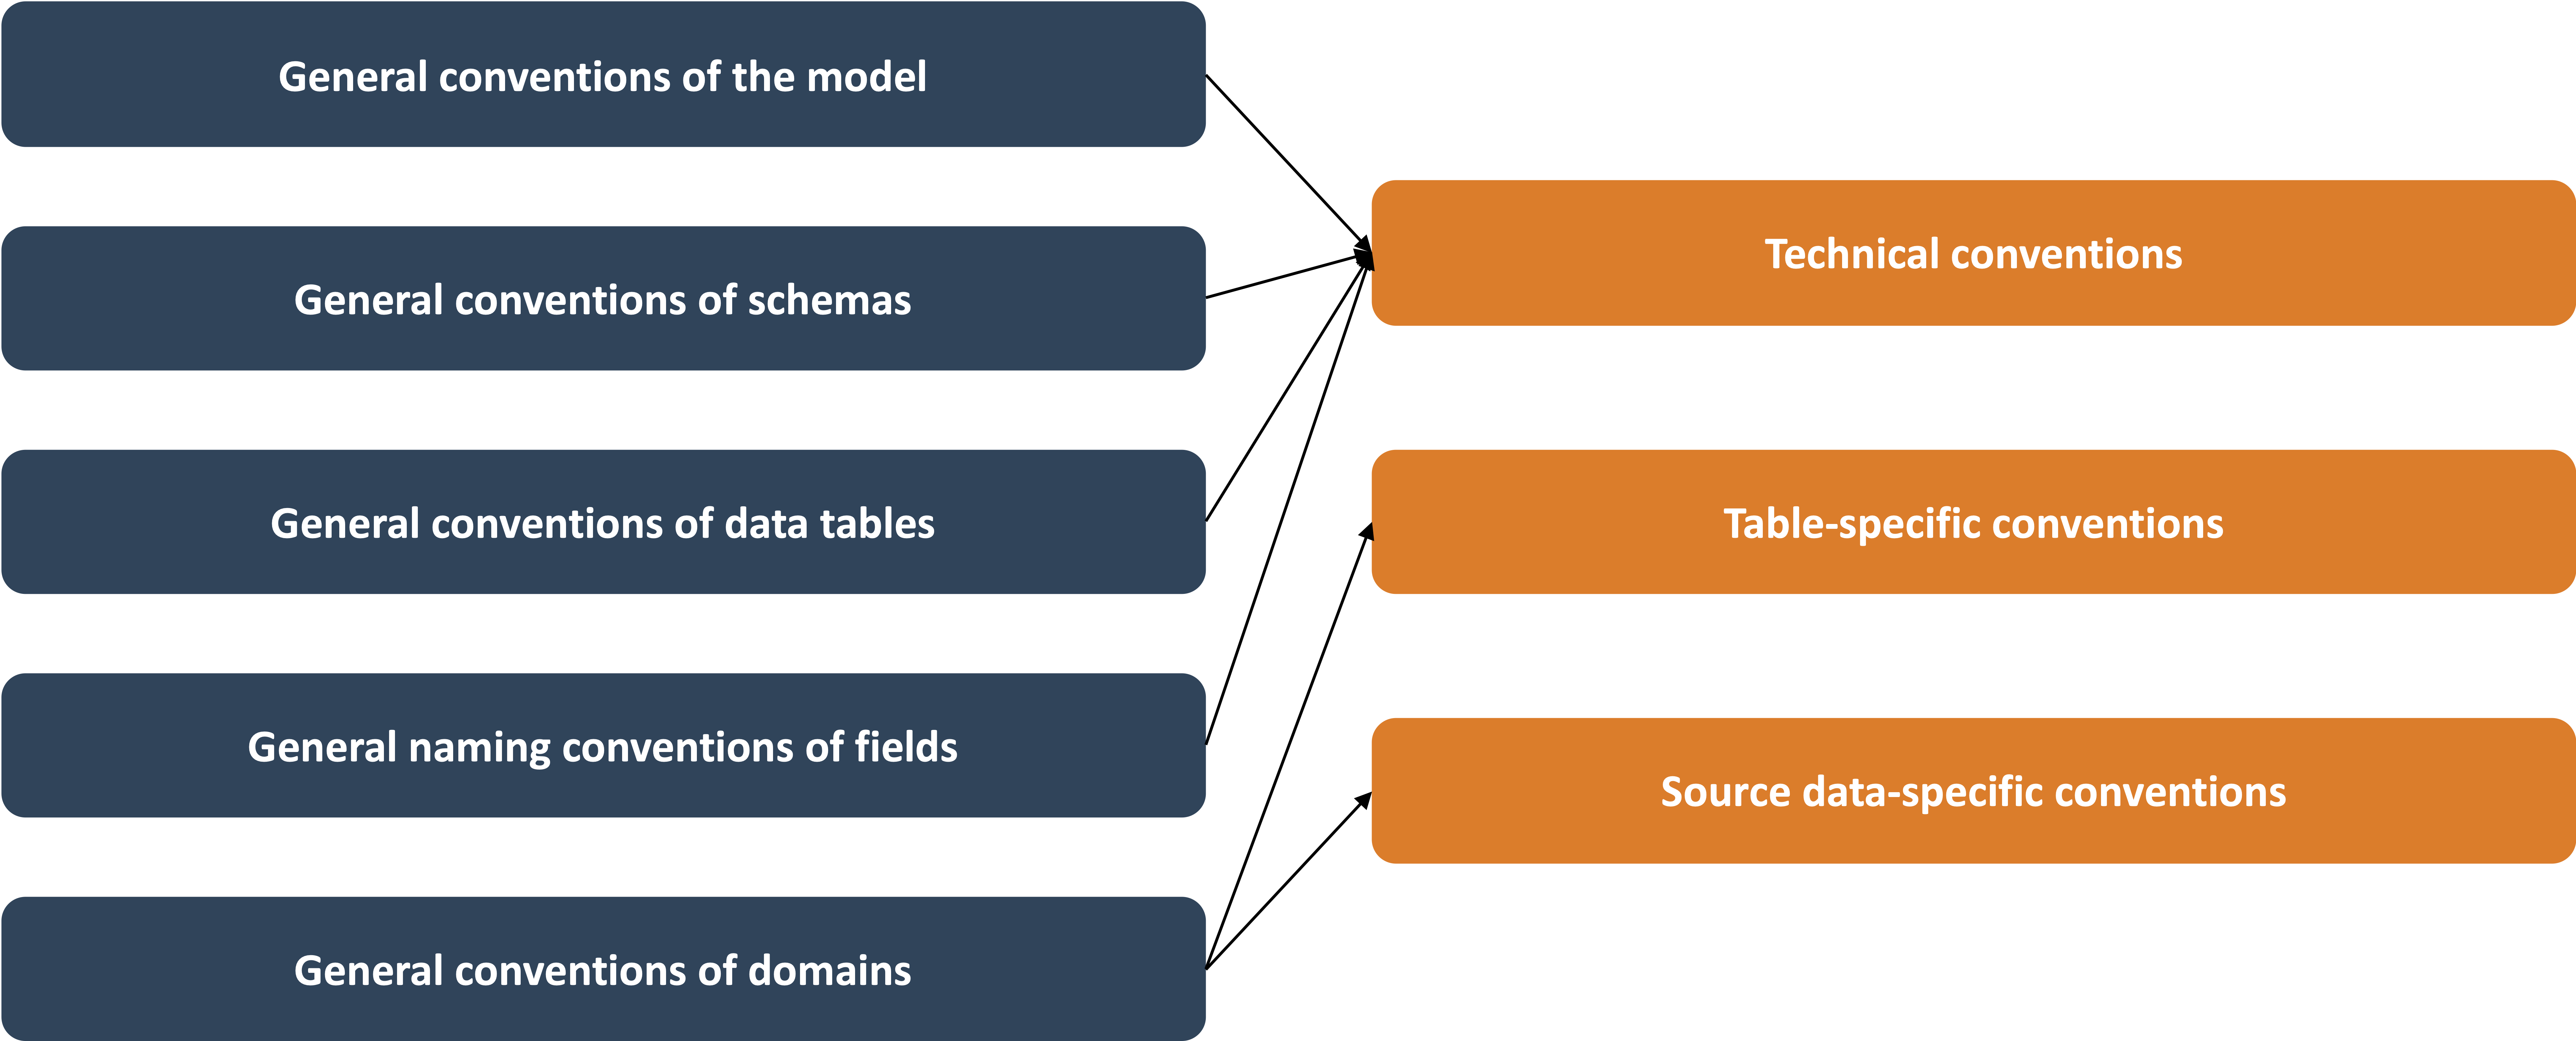 General conventions of the model
General conventions of schemas
General conventions of data tables
General naming conventions of fields
General conventions of domains
Technical conventions
Table-specific conventions
Source data-specific conventions